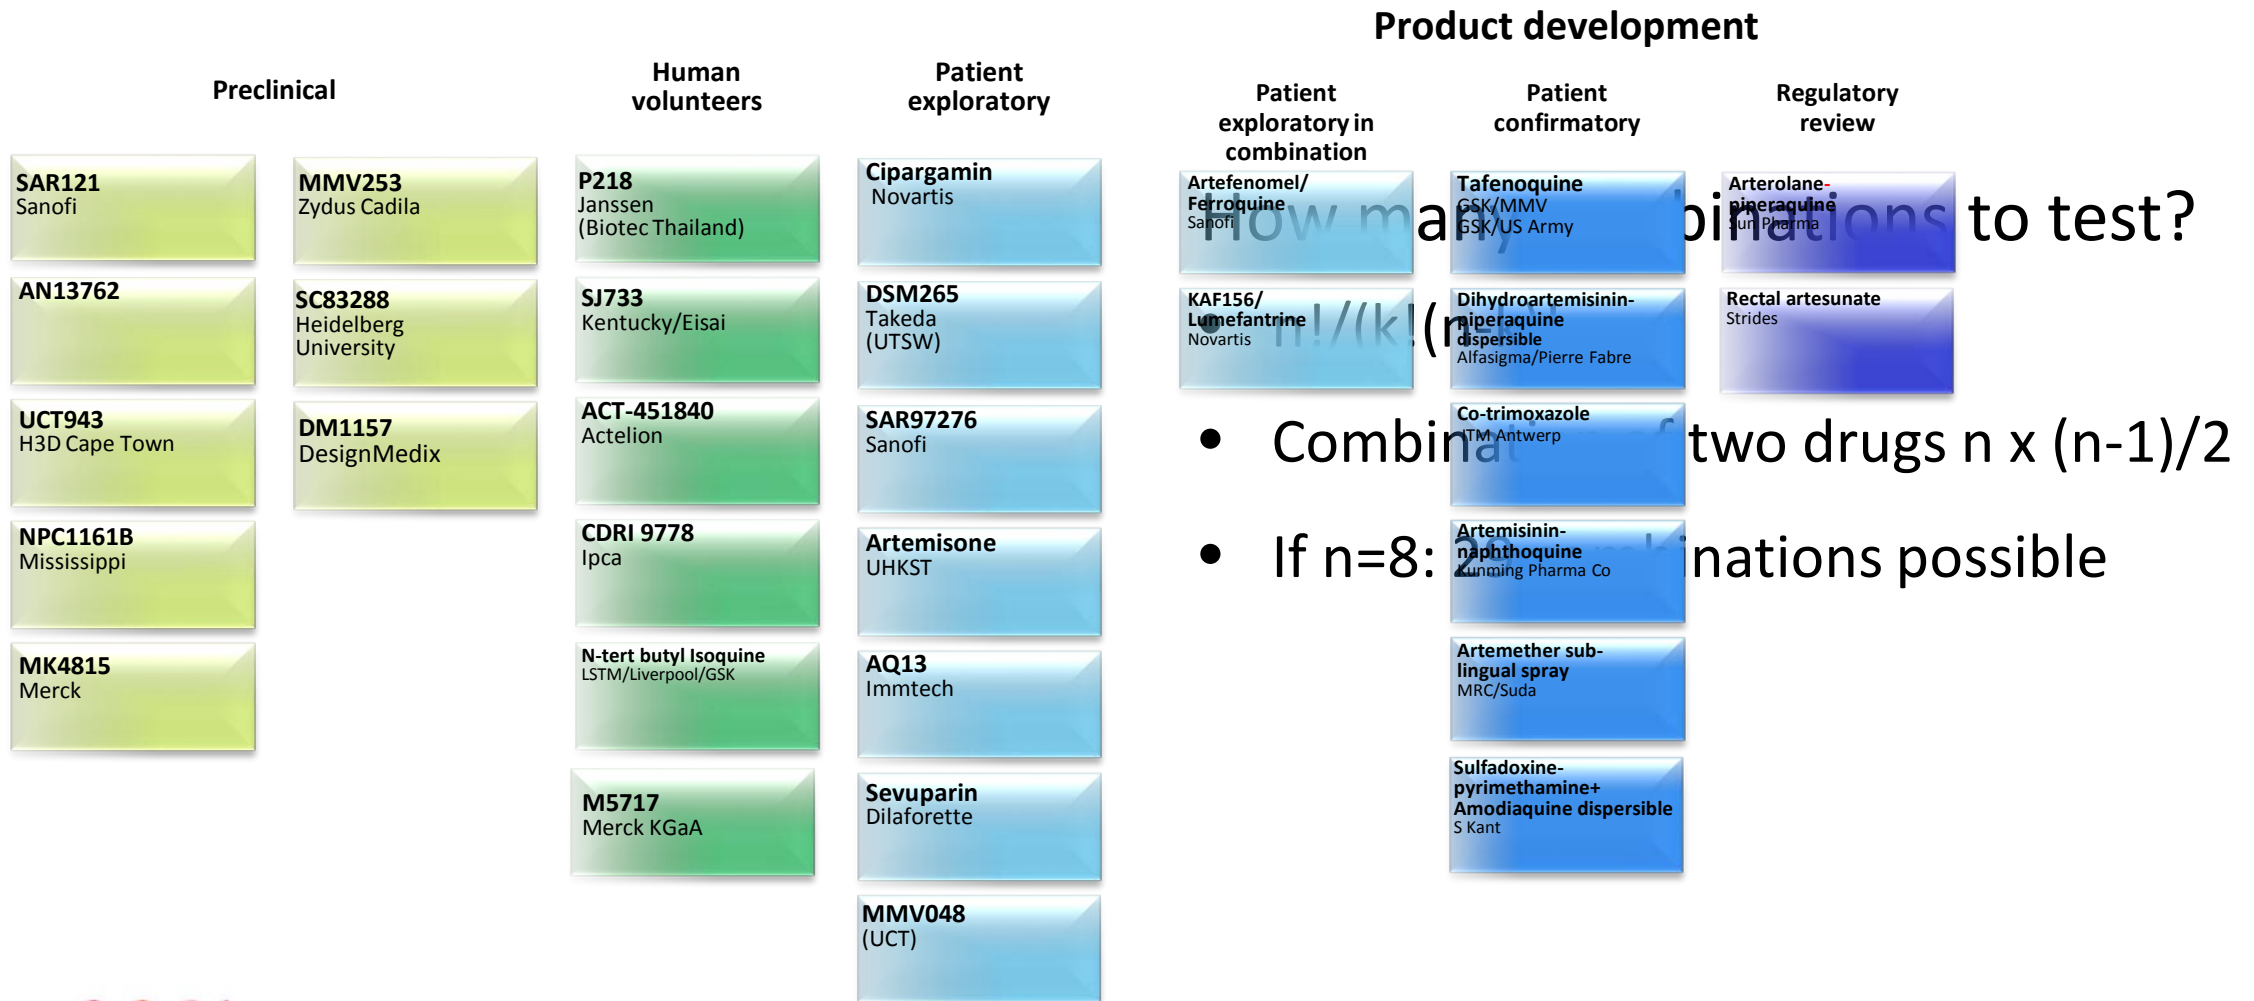 Product development
Preclinical
Human
volunteers
Patient
exploratory
Patient
exploratory in
combination
Patient
confirmatory
Regulatory
review
SAR121
Sanofi
AN13762
UCT943
H3D Cape Town
NPC1161B
Mississippi
MK4815
Merck
MMV253
Zydus Cadila
SC83288
Heidelberg
University
DM1157
DesignMedix
P218
Janssen
(Biotec Thailand)
SJ733
Kentucky/Eisai
ACT-451840
Actelion
CDRI 9778
Ipca
N-tert butyl Isoquine
LSTM/Liverpool/GSK
M5717
Merck KGaA
Cipargamin
Novartis
DSM265
Takeda
(UTSW)
SAR97276
Sanofi
Artemisone
UHKST
AQ13
Immtech
Sevuparin
Dilaforette
MMV048
(UCT)
Artefenomel/
Ferroquine
Sanofi
KAF156/
Lumefantrine
Novartis
Tafenoquine
GSK/MMV
GSK/US Army
Dihydroartemisinin-
piperaquine
dispersible
Alfasigma/Pierre Fabre
Co-trimoxazole
ITM Antwerp
Artemisinin-
naphthoquine
Kunming Pharma Co
Artemether sub-
lingual spray
MRC/Suda
Sulfadoxine-
pyrimethamine+
Amodiaquine dispersible
S Kant
Arterolane-
piperaquine
Sun Pharma
Rectal artesunate
Strides
How many to test?
• n!/(k!(n-
• two drugs n x (n-1)/2
• If n=8: possible